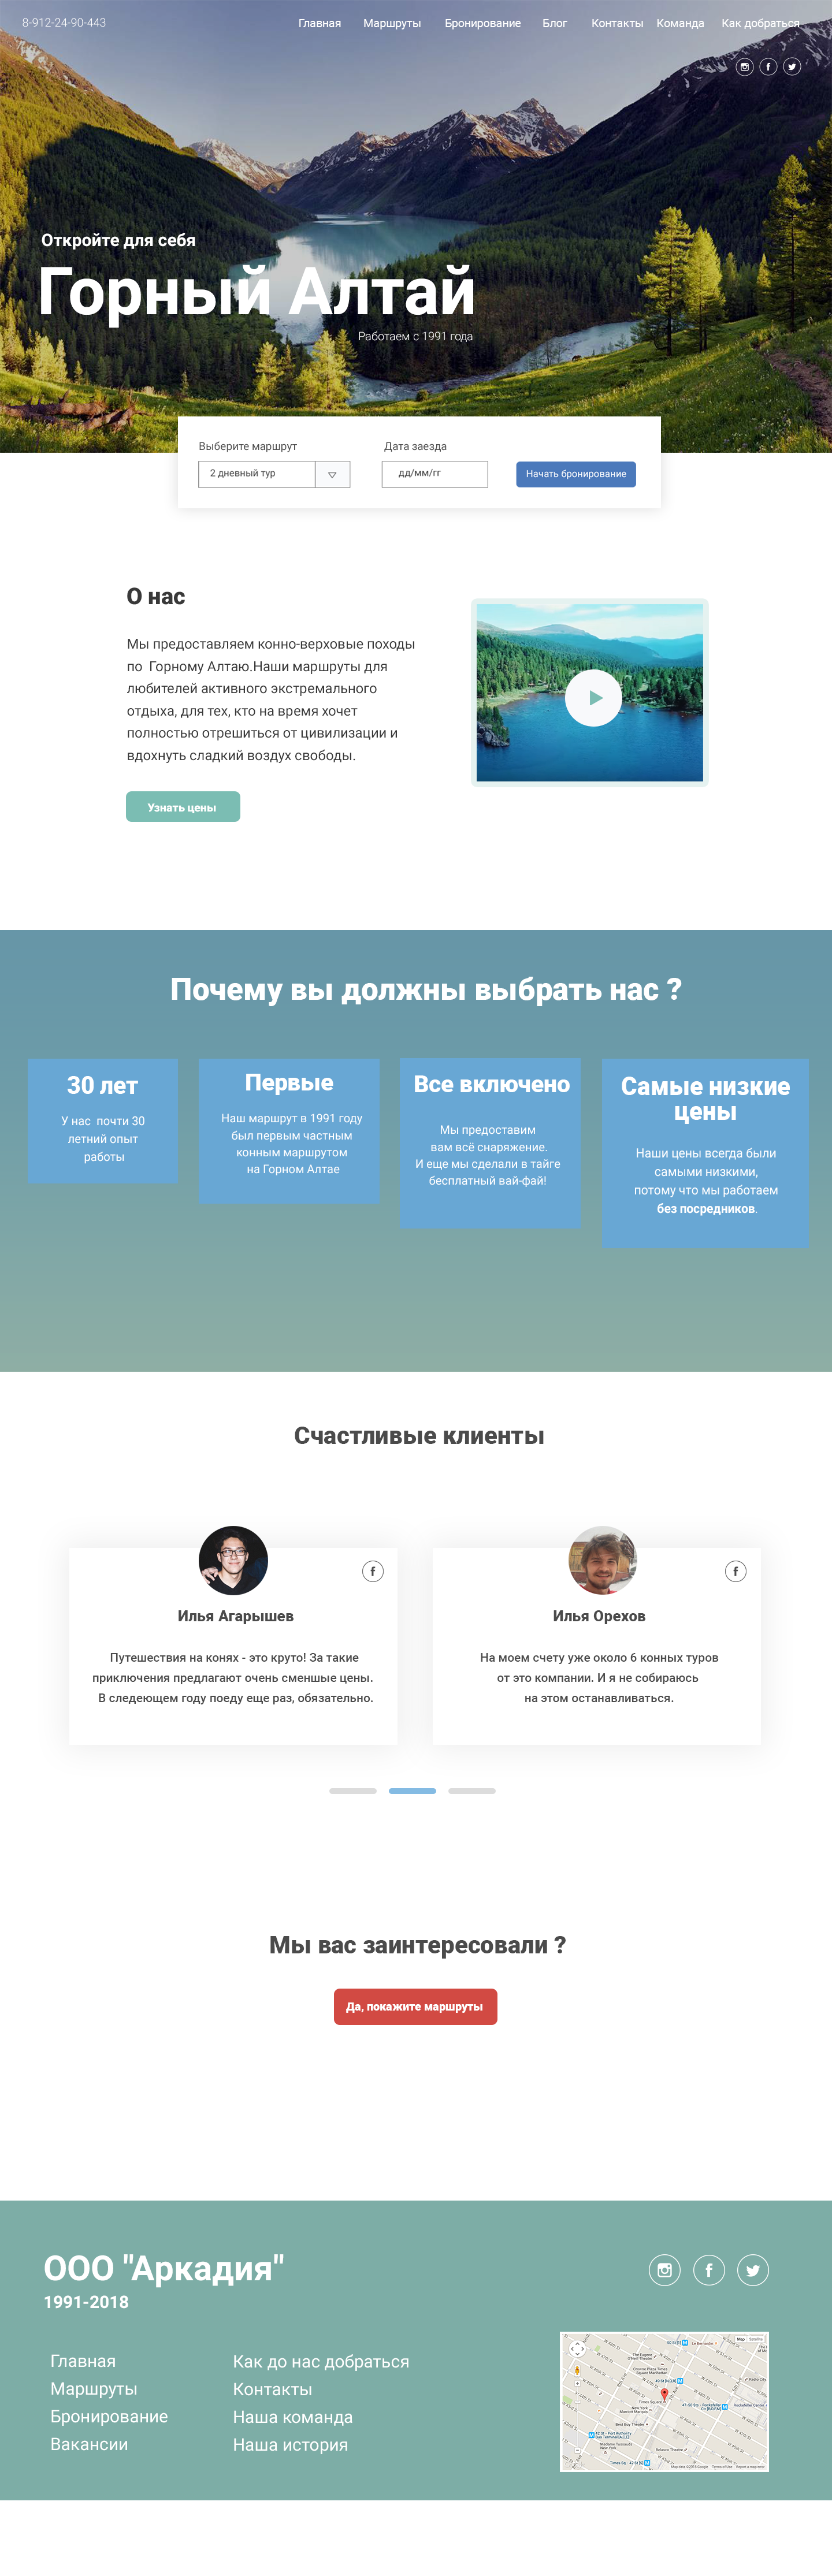 8-912-24-90-443
Главная Маршруты Бронирование Блог Контакты Команда Как добраться
Откройте для себя
Горный Алтай
Работаем с 1991 года
Выберите маршрут
Дата заезда
2 дневный тур
дд/мм/гг
Начать бронирование
О нас
Мы предоставляем конно-верховые походы
по Горному Алтаю.Наши маршруты для
любителей активного экстремального
отдыха, для тех, кто на время хочет
полностью отрешиться от цивилизации и
вдохнуть сладкий воздух свободы.
Узнать цены
Почему вы должны выбрать нас ?
30 лет
У нас почти 30
летний опыт
работы
Первые
Наш маршрут в 1991 году
был первым частным
конным маршрутом
на Горном Алтае
Все включено
Мы предоставим
вам всё снаряжение.
И еще мы сделали в тайге
бесплатный вай-фай!
Самые низкие
цены
Наши цены всегда были
самыми низкими,
потому что мы работаем
без посредников.
Счастливые клиенты
Илья Агарышев
Путешествия на конях - это круто! За такие
приключения предлагают очень сменшые цены.
В следеющем году поеду еще раз, обязательно.
Илья Орехов
На моем счету уже около 6 конных туров
от это компании. И я не собираюсь
на этом останавливаться.
Мы вас заинтересовали ?
Да, покажите маршруты
ООО "Аркадия"
1991-2018
Главная
Маршруты
Бронирование
Вакансии
Как до нас добраться
Контакты
Наша команда
Наша история
Map